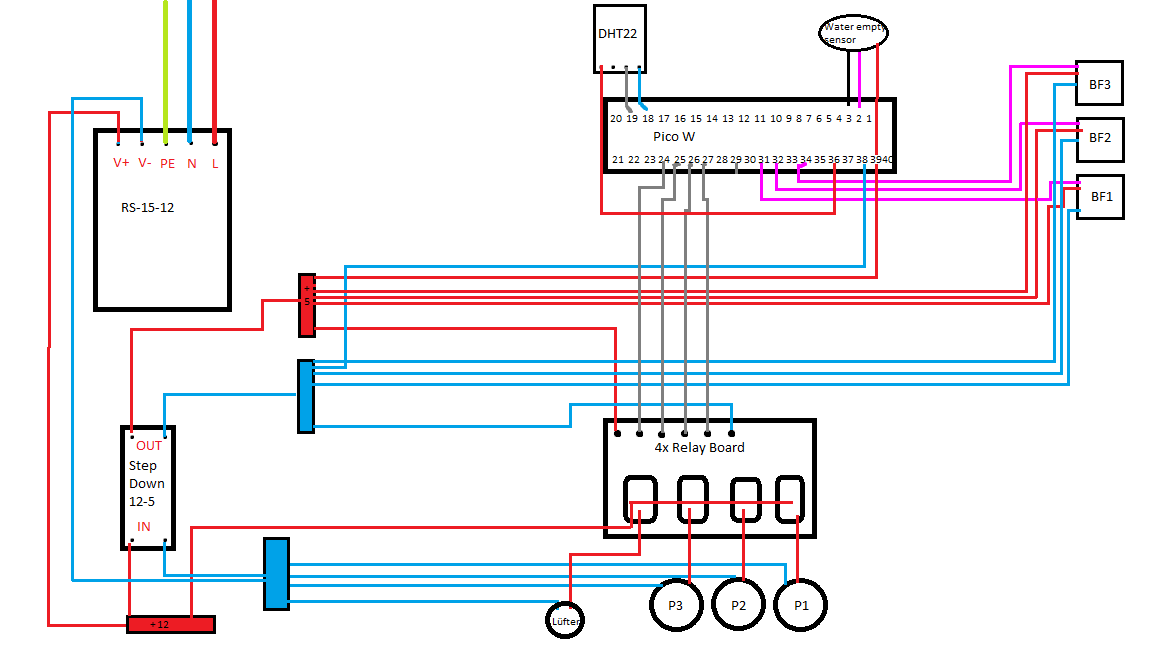 DHT22
Water empty
sensor
BF3
BF2
BF1
20 19 18 17 16 15 14 13 12 11 10 9 8 7 6 5 4 3 2 1
Pico W
21 22 23 24 25 26 27 28 29 30 31 32 33 34 35 36 37 38 39 40
V+ V- PE N L
RS-15-12
+
5
OUT
Step
Down
12-5
IN
4x Relay Board
+12
Lüfter
P3
P2
P1